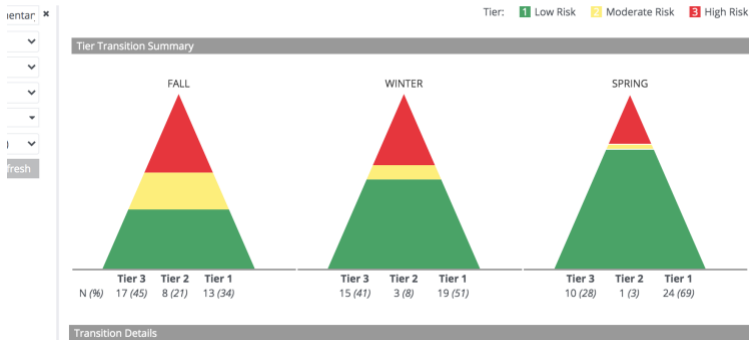 Tier: 1 Low Risk 2 Moderate Risk 3 High Risk
Tier Transition Summary
fresh
FALL WINTER SPRING
Tier 3 Tier 2 Tier 1 Tier 3 Tier 2 Tier 1 Tier 3 Tier 2 Tier 1
N (%) 17 (45) 8 (21) 13 (34) 15 (41) 3 (8) 19 (51) 10 (28) 1 (3) 24 (69)
Transition Details